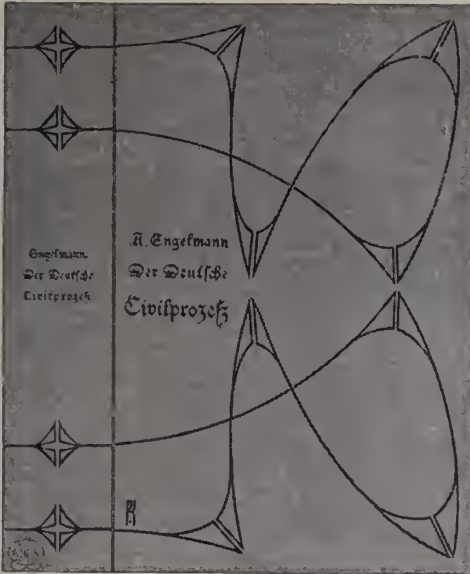 Engelmann
Der Deutsche
Civilprozeß
A. Engelmann
Der Deutsche
Civilprozeß